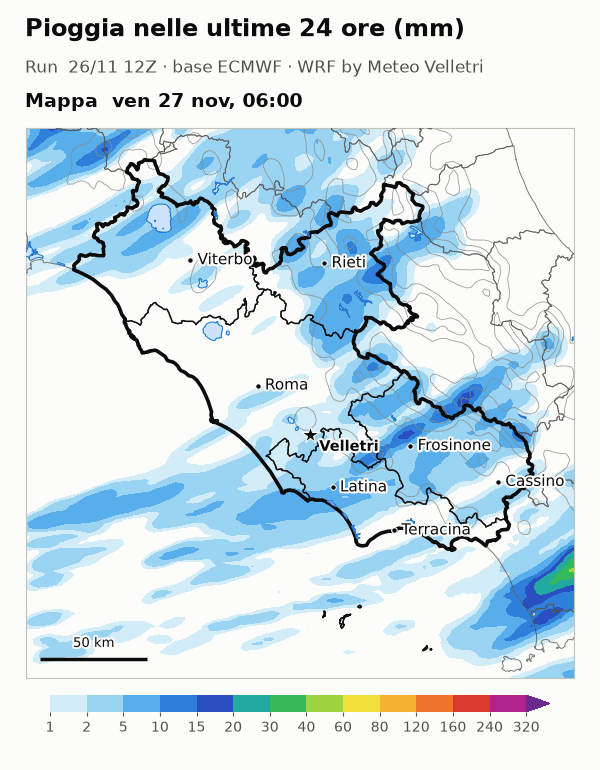 Pioggia nelle ultime 24 ore (mm)
Run  26/11 12Z · base ECMWF · WRF by Meteo Velletri
Mappa  ven 27 nov, 06:00
Viterbo
Rieti
Roma
Velletri
Frosinone
Latina
Cassino
Terracina
50 km
1 2 5 10 15 20 30 40 60 80 120 160 240 320